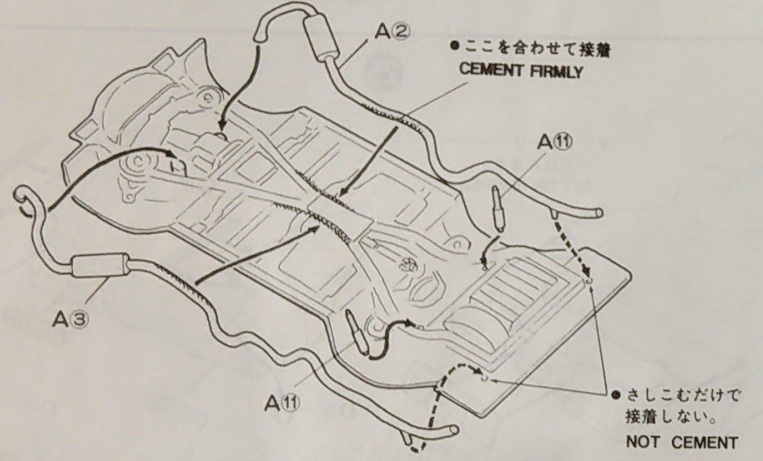 A②
●ここを合わせて接着
CEMENT FIRMLY
A⑪
A③
A⑪
●さしこむだけで
接着しない。
NOT CEMENT